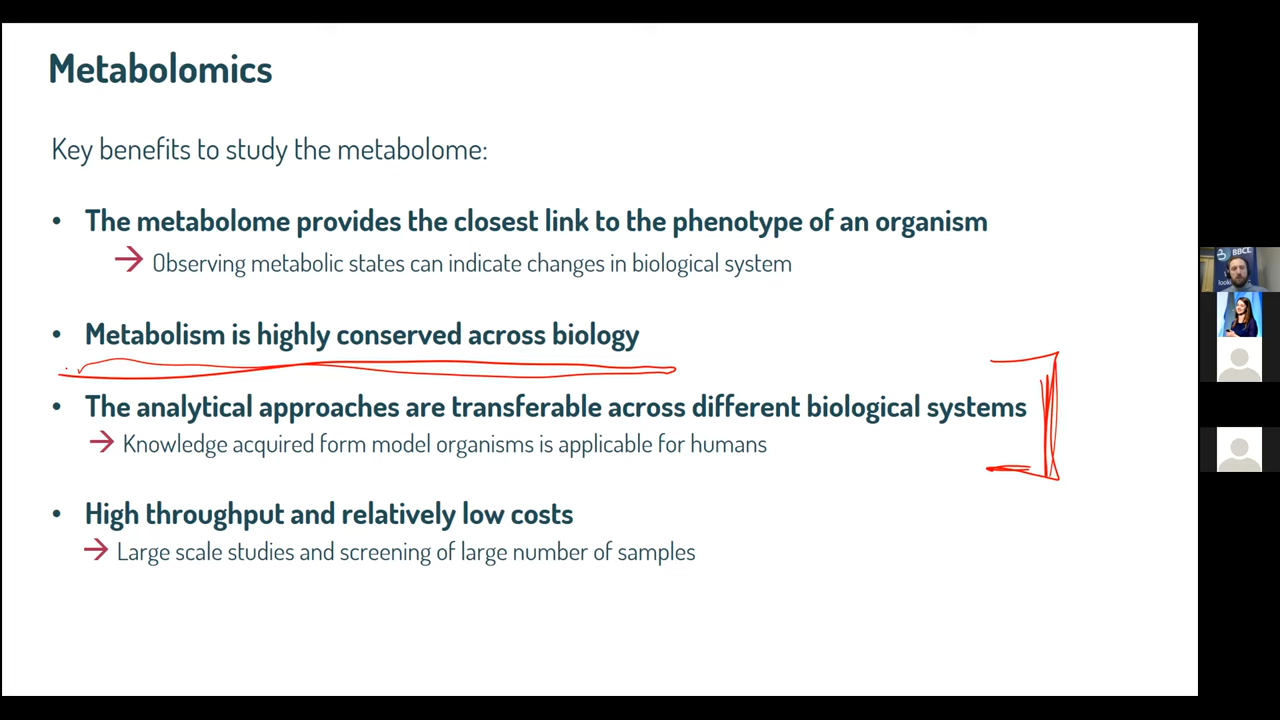 Metabolomics
Key benefits to study the metabolome:
• The metabolome provides the closest link to the phenotype of an organism
→ Observing metabolic states can indicate changes in biological system
• Metabolism is highly conserved across biology
• The analytical approaches are transferable across different biological systems
→ Knowledge acquired form model organisms is applicable for humans
• High throughput and relatively low costs
→ Large scale studies and screening of large number of samples
BBCE